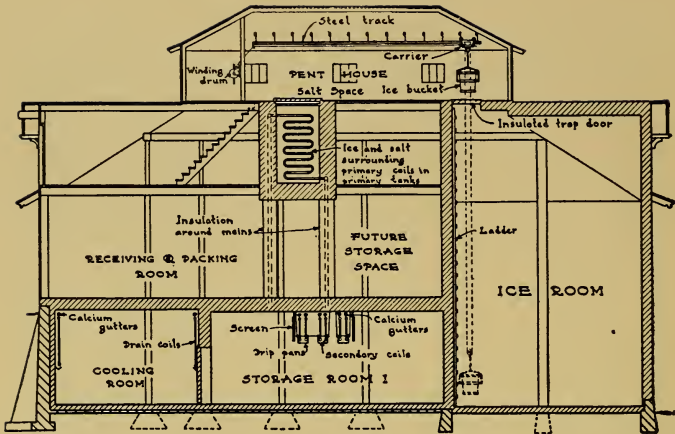 Steel track
Carrier
Winding
drum
PENT HOUSE
Salt Space
Ice bucket
Insulated trap door
Ice and salt
surrounding
primary coils in
primary tanks
Insulation
around mains
Ladder
RECEIVING & PACKING
ROOM
FUTURE
STORAGE
SPACE
ICE ROOM
Calcium
gutters
Drain coils
Screen
Calcium
gutters
Drip pans
Secondary coils
COOLING
ROOM
STORAGE ROOM I